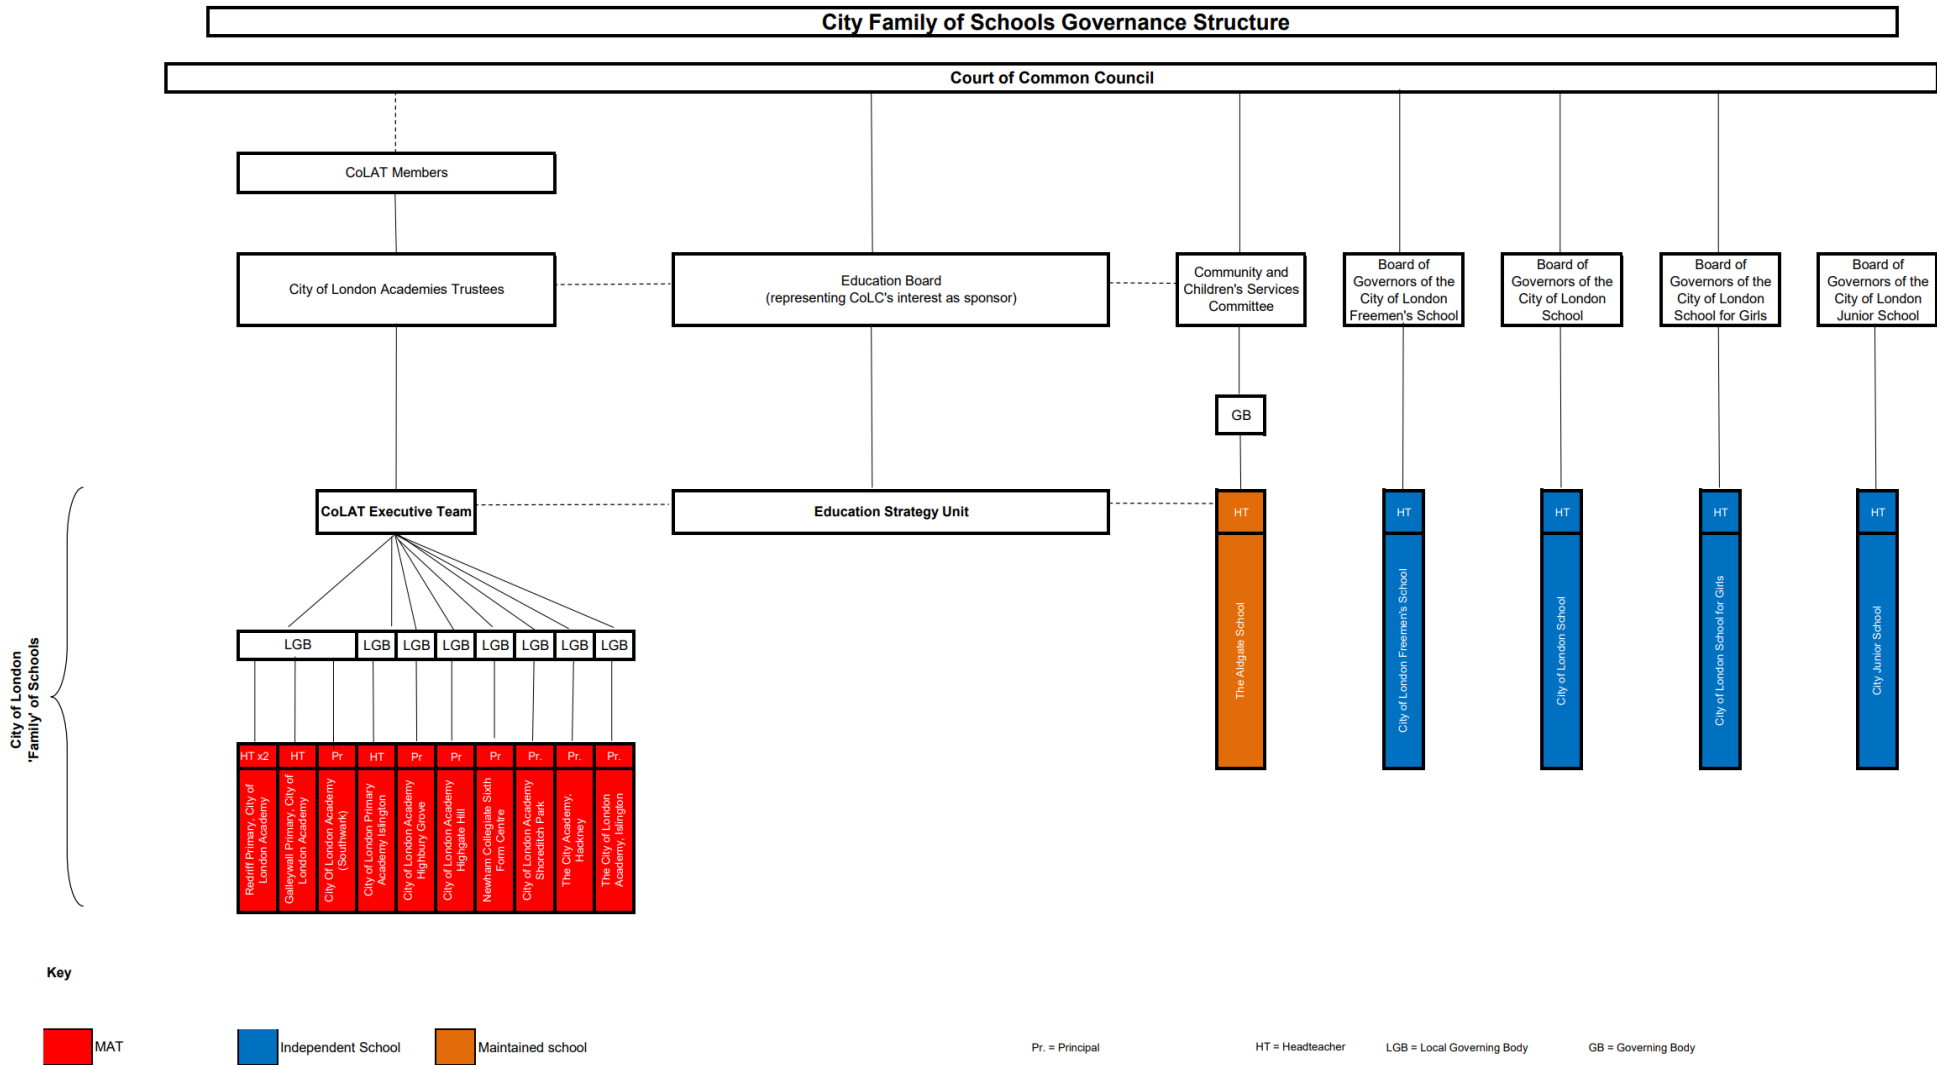 City Family of Schools Governance Structure
Court of Common Council
CoLAT Members
City of London Academies Trustees
Education Board
(representing CoLC's interest as sponsor)
Community and
Children's Services
Committee
Board of
Governors of the
City of London
Freemen's School
Board of
Governors of the
City of London
School
Board of
Governors of the
City of London
School for Girls
Board of
Governors of the
City of London
Junior School
GB
CoLAT Executive Team
Education Strategy Unit
HT
HT
HT
HT
HT
The Aldgate School
City of London Freemen's School
City of London School
City of London School for Girls
City Junior School
City of London
'Family' of Schools
LGB
LGB
LGB
LGB
LGB
LGB
LGB
LGB
HT x2
HT
Pr
HT
Pr
Pr
Pr
Pr.
Pr.
Pr.
Redriff Primary, City of
London Academy
Galleywall Primary, City of
London Academy
City Of London Academy
(Southwark)
City of London Primary
Academy Islington
City of London Academy
Highbury Grove
City of London Academy
Highgate Hill
Newham Collegiate Sixth
Form Centre
City of London Academy
Shoreditch Park
The City Academy,
Hackney
The City of London
Academy, Islington
Key
MAT
Independent School
Maintained school
Pr. = Principal
HT = Headteacher
LGB = Local Governing Body
GB = Governing Body